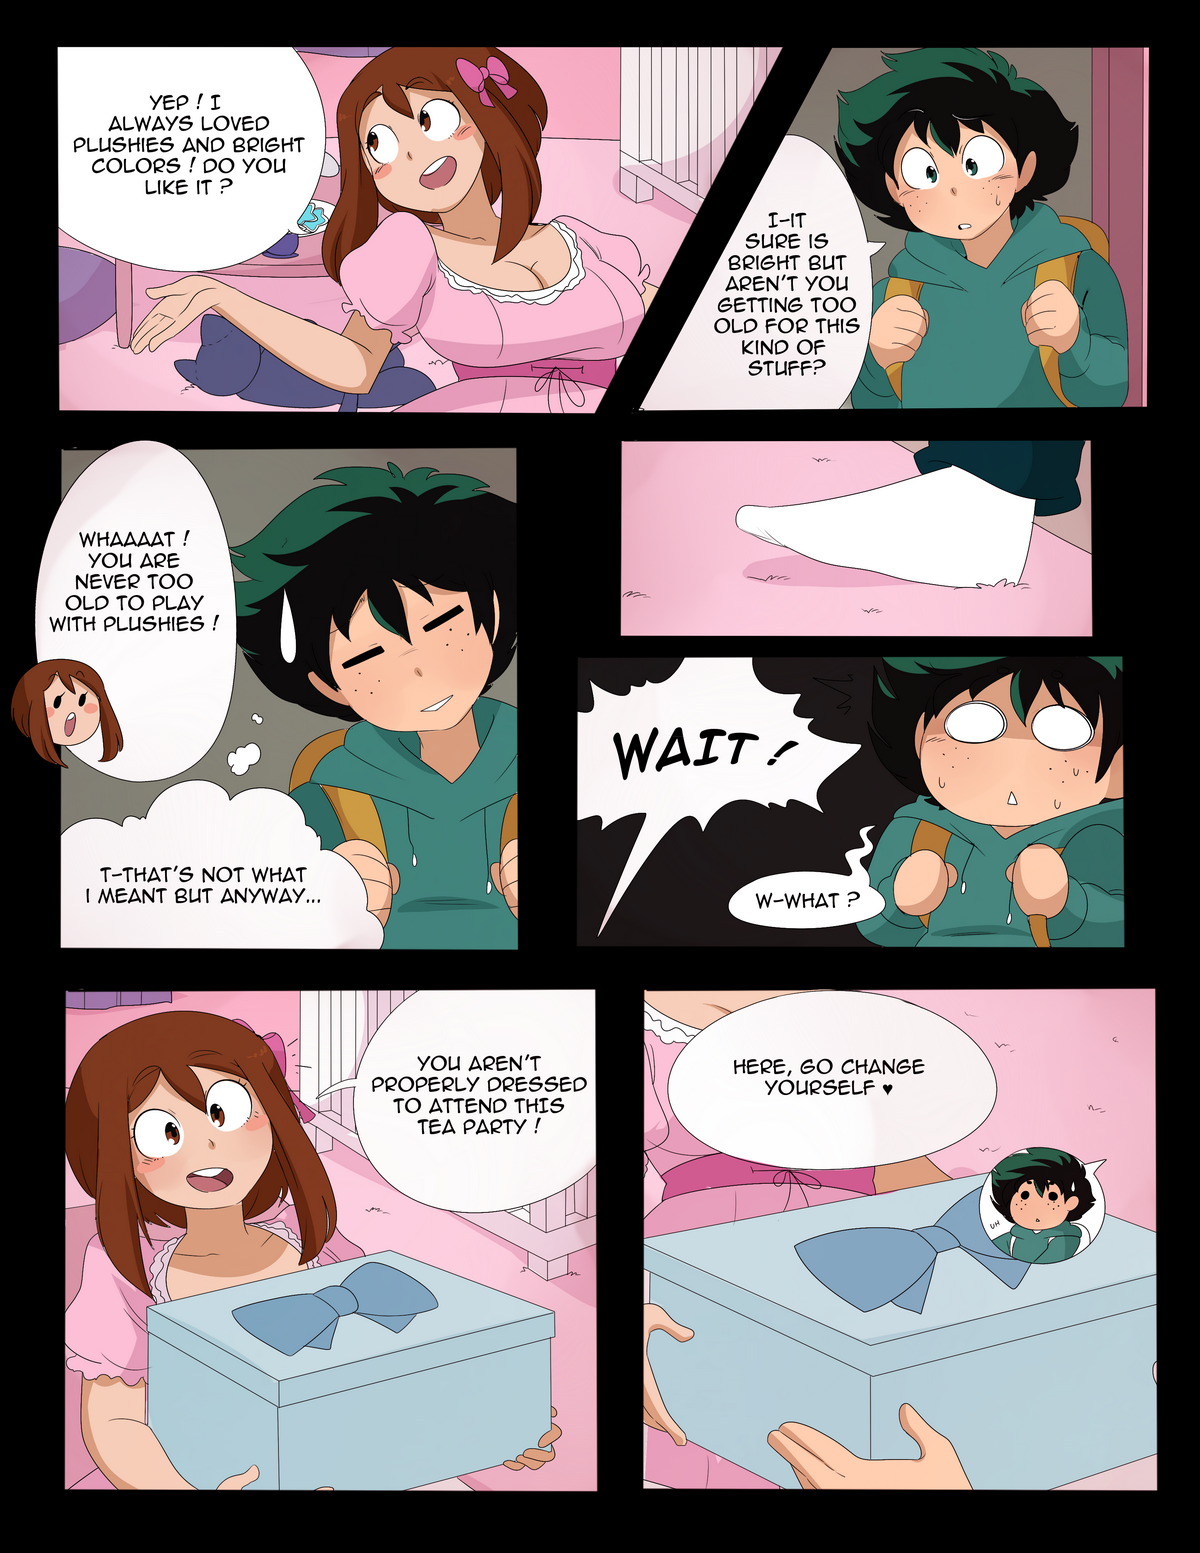 YEP ! I
ALWAYS LOVED
PLUSHIES AND BRIGHT
COLORS ! DO YOU
LIKE IT ?
I-IT
SURE IS
BRIGHT BUT
AREN'T YOU
GETTING TOO
OLD FOR THIS
KIND OF
STUFF?
WHAAAAT !
YOU ARE
NEVER TOO
OLD TO PLAY
WITH PLUSHIES !
T-THAT'S NOT WHAT
I MEANT BUT ANYWAY...
WAIT !
W-WHAT ?
YOU AREN'T
PROPERLY DRESSED
TO ATTEND THIS
TEA PARTY !
HERE, GO CHANGE
YOURSELF ♥
UH